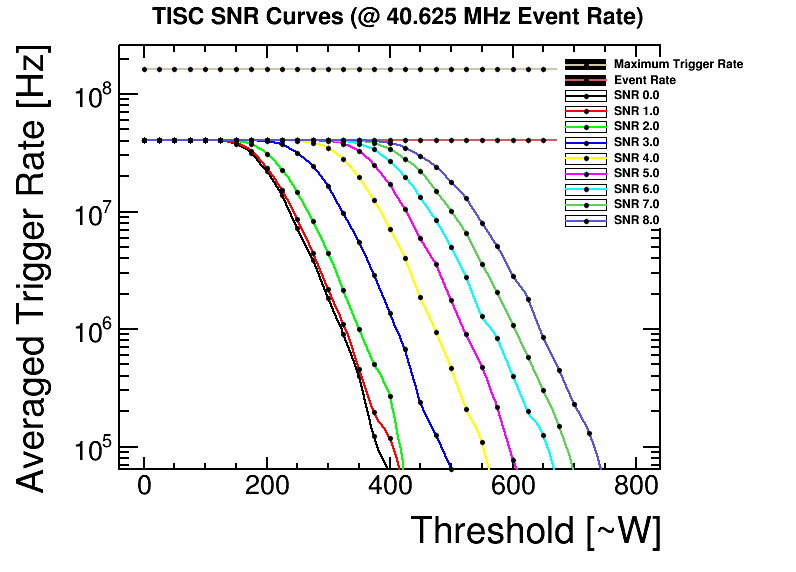 TISC SNR Curves (@ 40.625 MHz Event Rate)
Averaged Trigger Rate [Hz]
10⁸
10⁷
10⁶
10⁵
Maximum Trigger Rate
Event Rate
SNR 0.0
SNR 1.0
SNR 2.0
SNR 3.0
SNR 4.0
SNR 5.0
SNR 6.0
SNR 7.0
SNR 8.0
0 200 400 600 800
Threshold [~W]